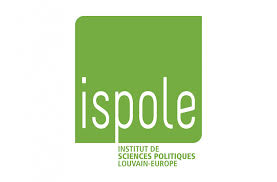 ispole
INSTITUT DE
SCIENCES POLITIQUES
LOUVAIN-EUROPE